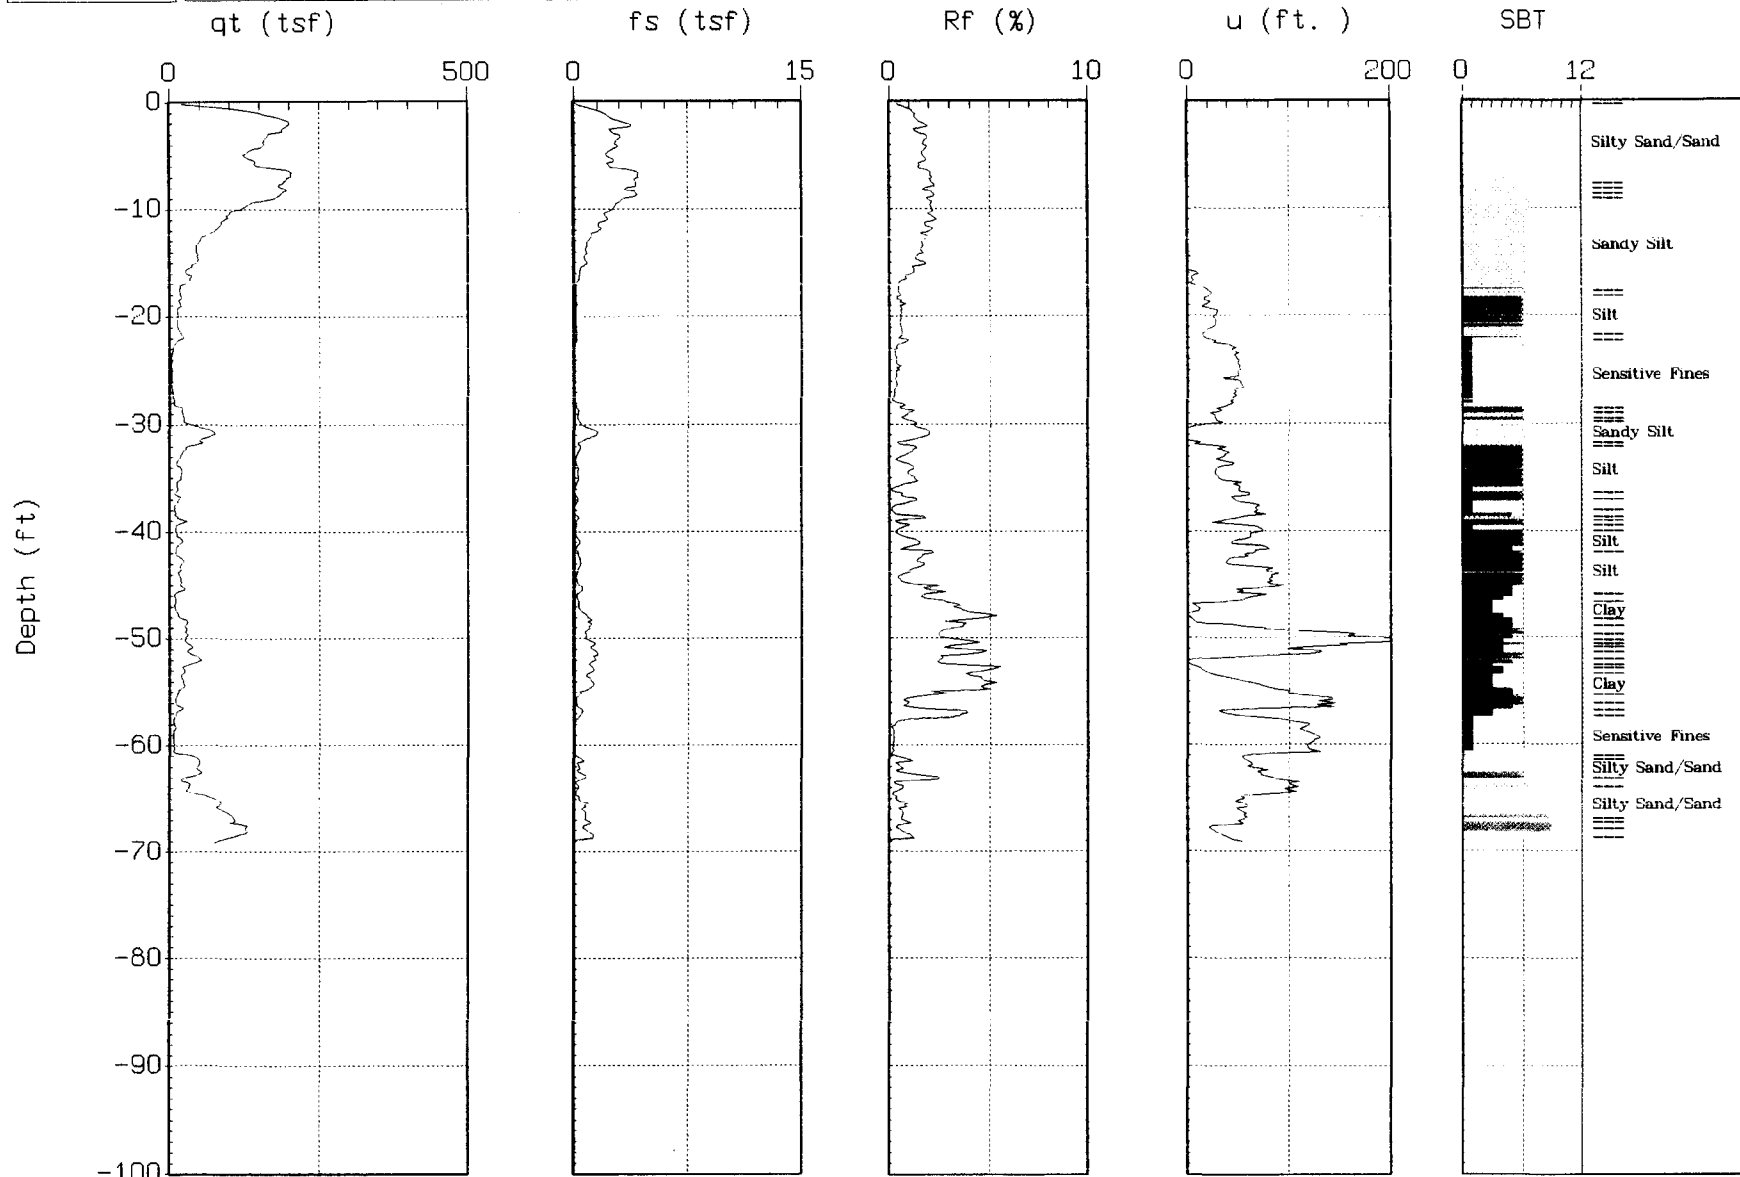 qt (tsf) fs (tsf) Rf (%) u (ft. ) SBT
0 500 0 15 0 10 0 200 0 12
0
Silty Sand/Sand
-10
Sandy Silt
-20
Silt
Sensitive Fines
-30
Sandy Silt
Silt
-40
Silt
Silt
Clay
-50
Clay
Sensitive Fines
-60
Silty Sand/Sand
Silty Sand/Sand
-70
-80
-90
-100
Depth (ft)